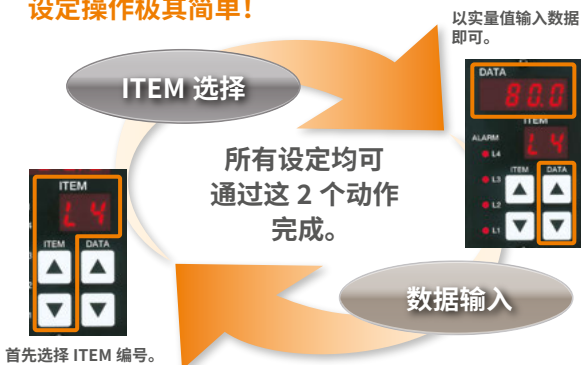 设定操作极其简单！
以实量值输入数据
即可。
ITEM 选择
DATA
80.0
ITEM
L4
ALARM
L4
ITEM
DATA
L3
L2
L1
所有设定均可
通过这 2 个动作
完成。
ITEM
L4
ITEM
DATA
数据输入
首先选择 ITEM 编号。